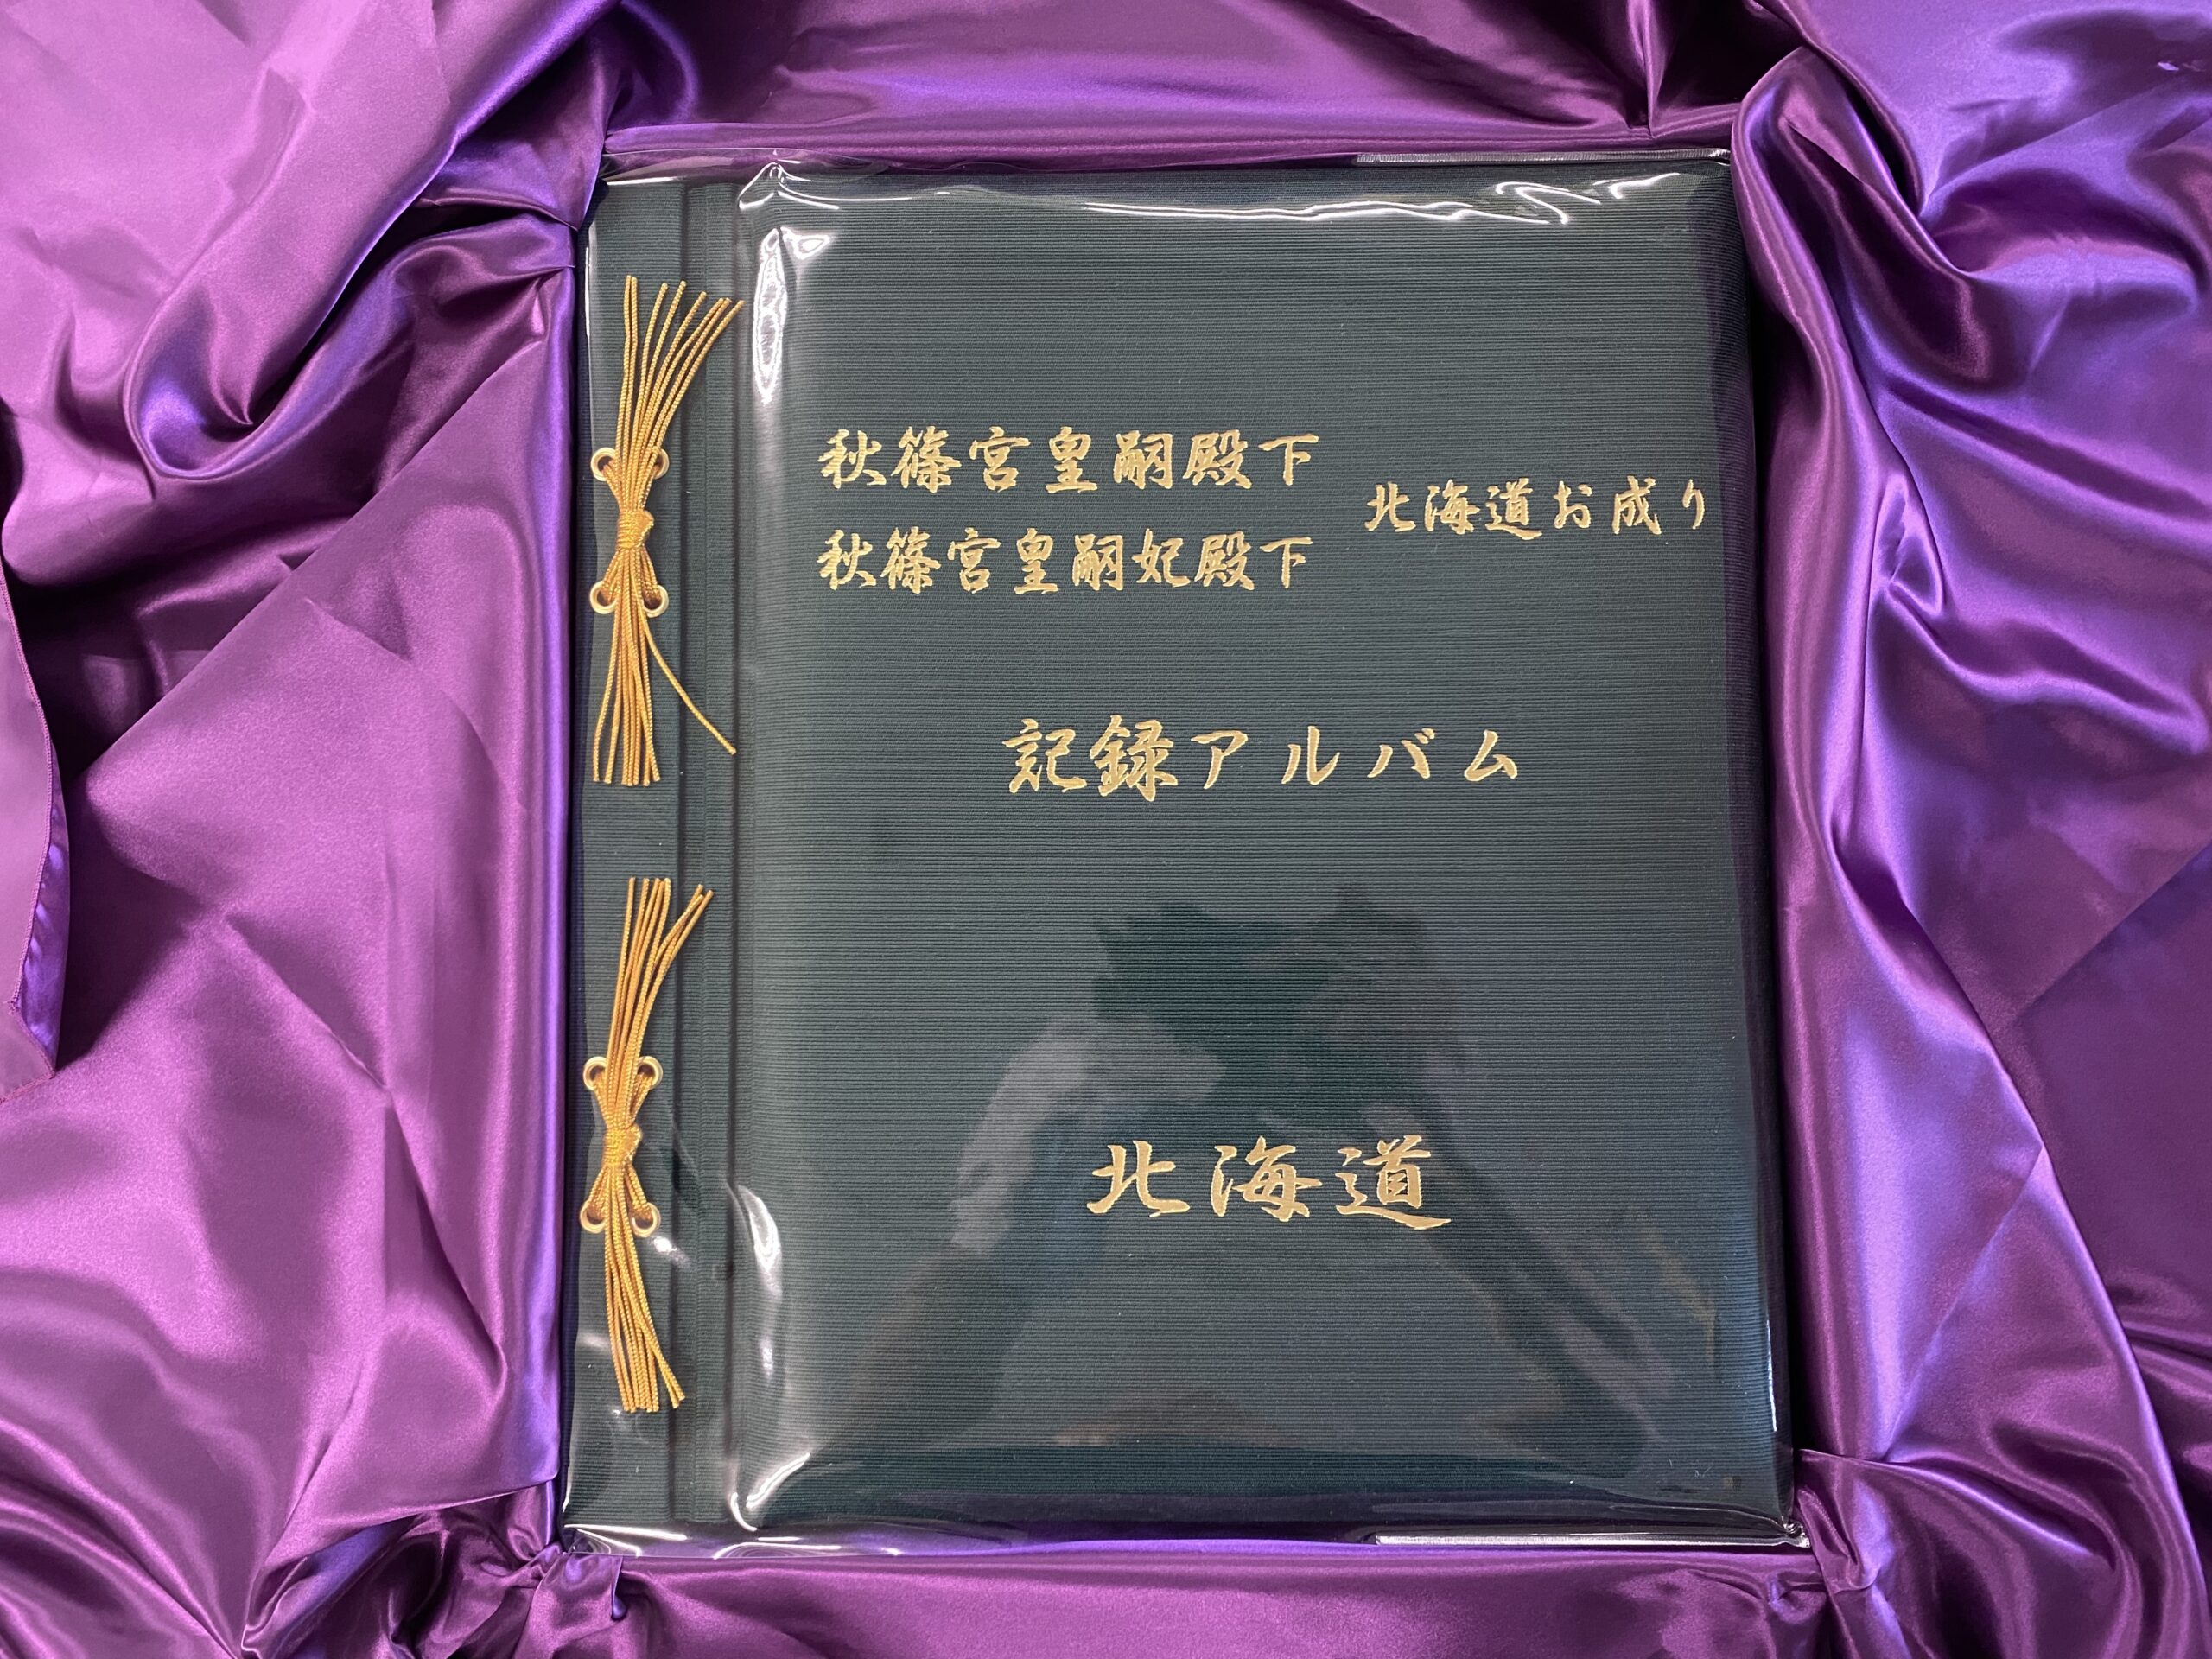 秋篠宮皇嗣殿下
秋篠宮皇嗣妃殿下
北海道お成り
記録アルバム
北海道